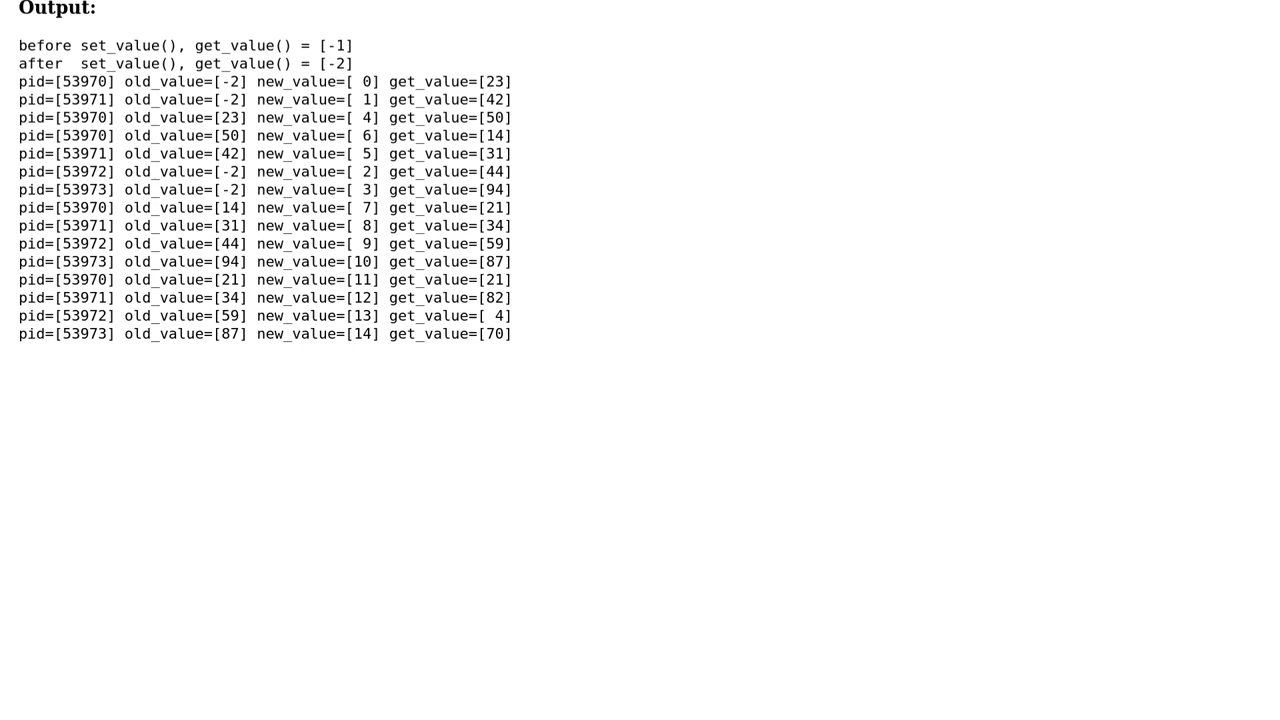 Output:
before set_value(), get_value() = [-1]
after  set_value(), get_value() = [-2]
pid=[53970] old_value=[-2] new_value=[ 0] get_value=[23]
pid=[53971] old_value=[-2] new_value=[ 1] get_value=[42]
pid=[53970] old_value=[23] new_value=[ 4] get_value=[50]
pid=[53970] old_value=[50] new_value=[ 6] get_value=[14]
pid=[53971] old_value=[42] new_value=[ 5] get_value=[31]
pid=[53972] old_value=[-2] new_value=[ 2] get_value=[44]
pid=[53973] old_value=[-2] new_value=[ 3] get_value=[94]
pid=[53970] old_value=[14] new_value=[ 7] get_value=[21]
pid=[53971] old_value=[31] new_value=[ 8] get_value=[34]
pid=[53972] old_value=[44] new_value=[ 9] get_value=[59]
pid=[53973] old_value=[94] new_value=[10] get_value=[87]
pid=[53970] old_value=[21] new_value=[11] get_value=[21]
pid=[53971] old_value=[34] new_value=[12] get_value=[82]
pid=[53972] old_value=[59] new_value=[13] get_value=[ 4]
pid=[53973] old_value=[87] new_value=[14] get_value=[70]